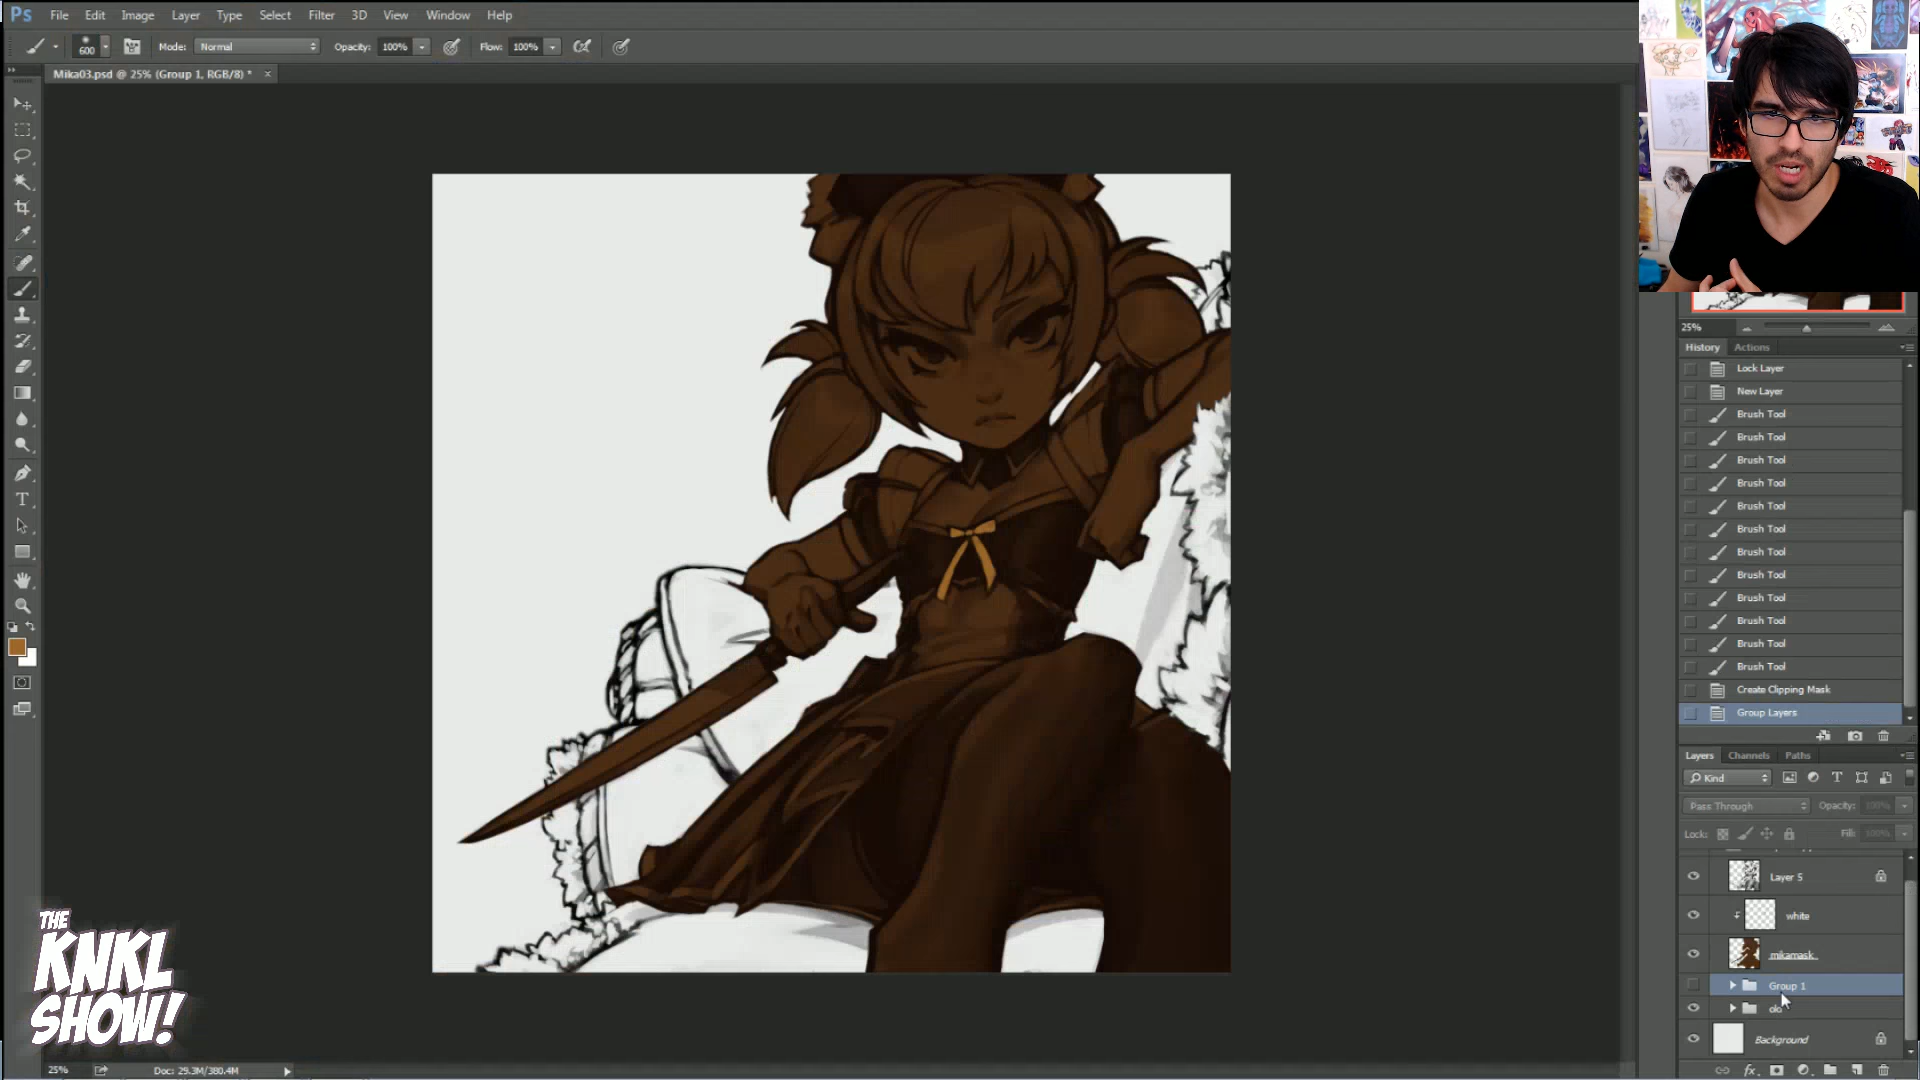 Ps File Edit Image Layer Type Select Filter 3D View Window Help
600 Mode: Normal Opacity: 100% Flow: 100%
Mika03.psd @ 25% (Group 1, RGB/8) * ×
25%
History Actions
Lock Layer
New Layer
Brush Tool
Brush Tool
Brush Tool
Brush Tool
Brush Tool
Brush Tool
Brush Tool
Brush Tool
Brush Tool
Brush Tool
Brush Tool
Brush Tool
Create Clipping Mask
Group Layers
Layers Channels Paths
Kind
Pass Through Opacity: 100%
Lock: Fill: 100%
Layer 5
white
mikamask
Group 1
Background
THE
KNKL
SHOW!
25% Doc: 29.3M/380.4M